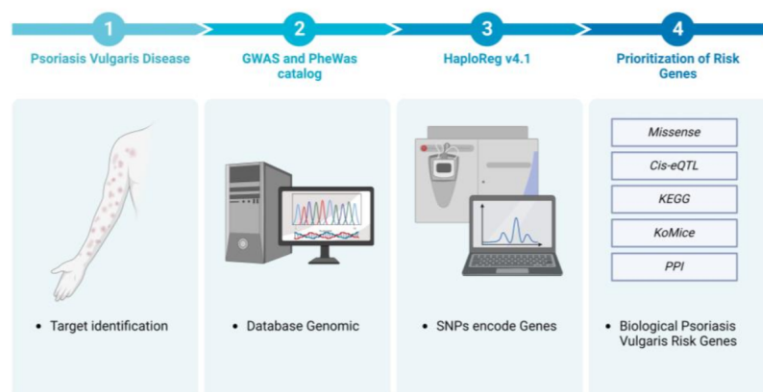 1
Psoriasis Vulgaris Disease
2
GWAS and PheWas
catalog
3
HaploReg v4.1
4
Prioritization of Risk
Genes
Missense
Cis-eQTL
KEGG
KoMice
PPI
• Target identification
• Database Genomic
• SNPs encode Genes
• Biological Psoriasis
Vulgaris Risk Genes